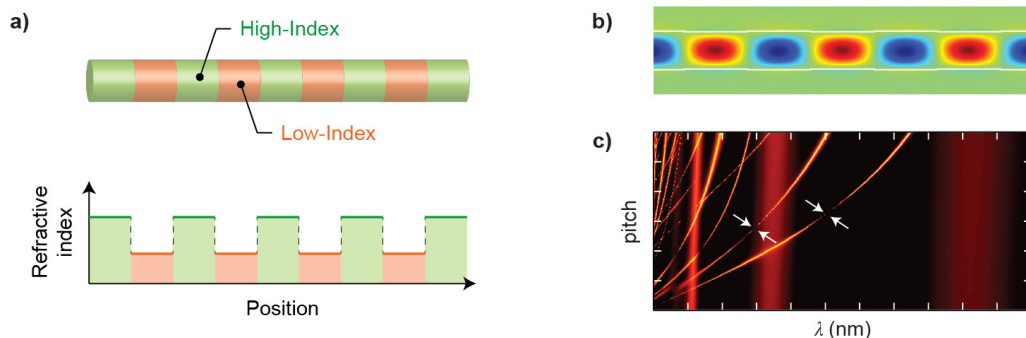 a)
High-Index
Low-Index
Refractive
index
Position
b)
c)
pitch
λ (nm)